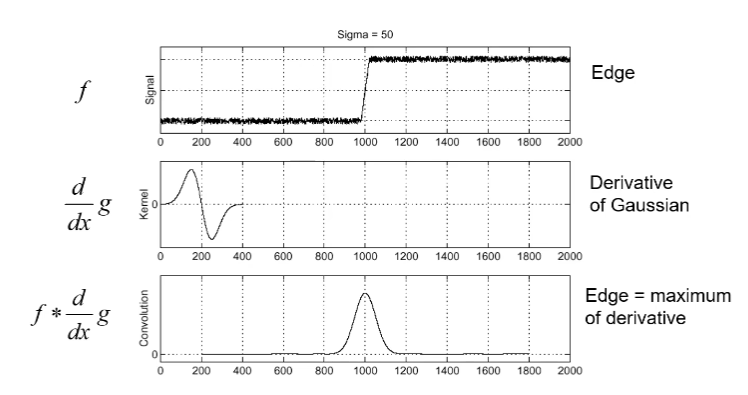 Sigma = 50
f
Signal
Edge
0 200 400 600 800 1000 1200 1400 1600 1800 2000
d
dx
g
Kernel
0
Derivative
of Gaussian
0 200 400 600 800 1000 1200 1400 1600 1800 2000
f *
d
dx
g
Convolution
0
Edge = maximum
of derivative
0 200 400 600 800 1000 1200 1400 1600 1800 2000